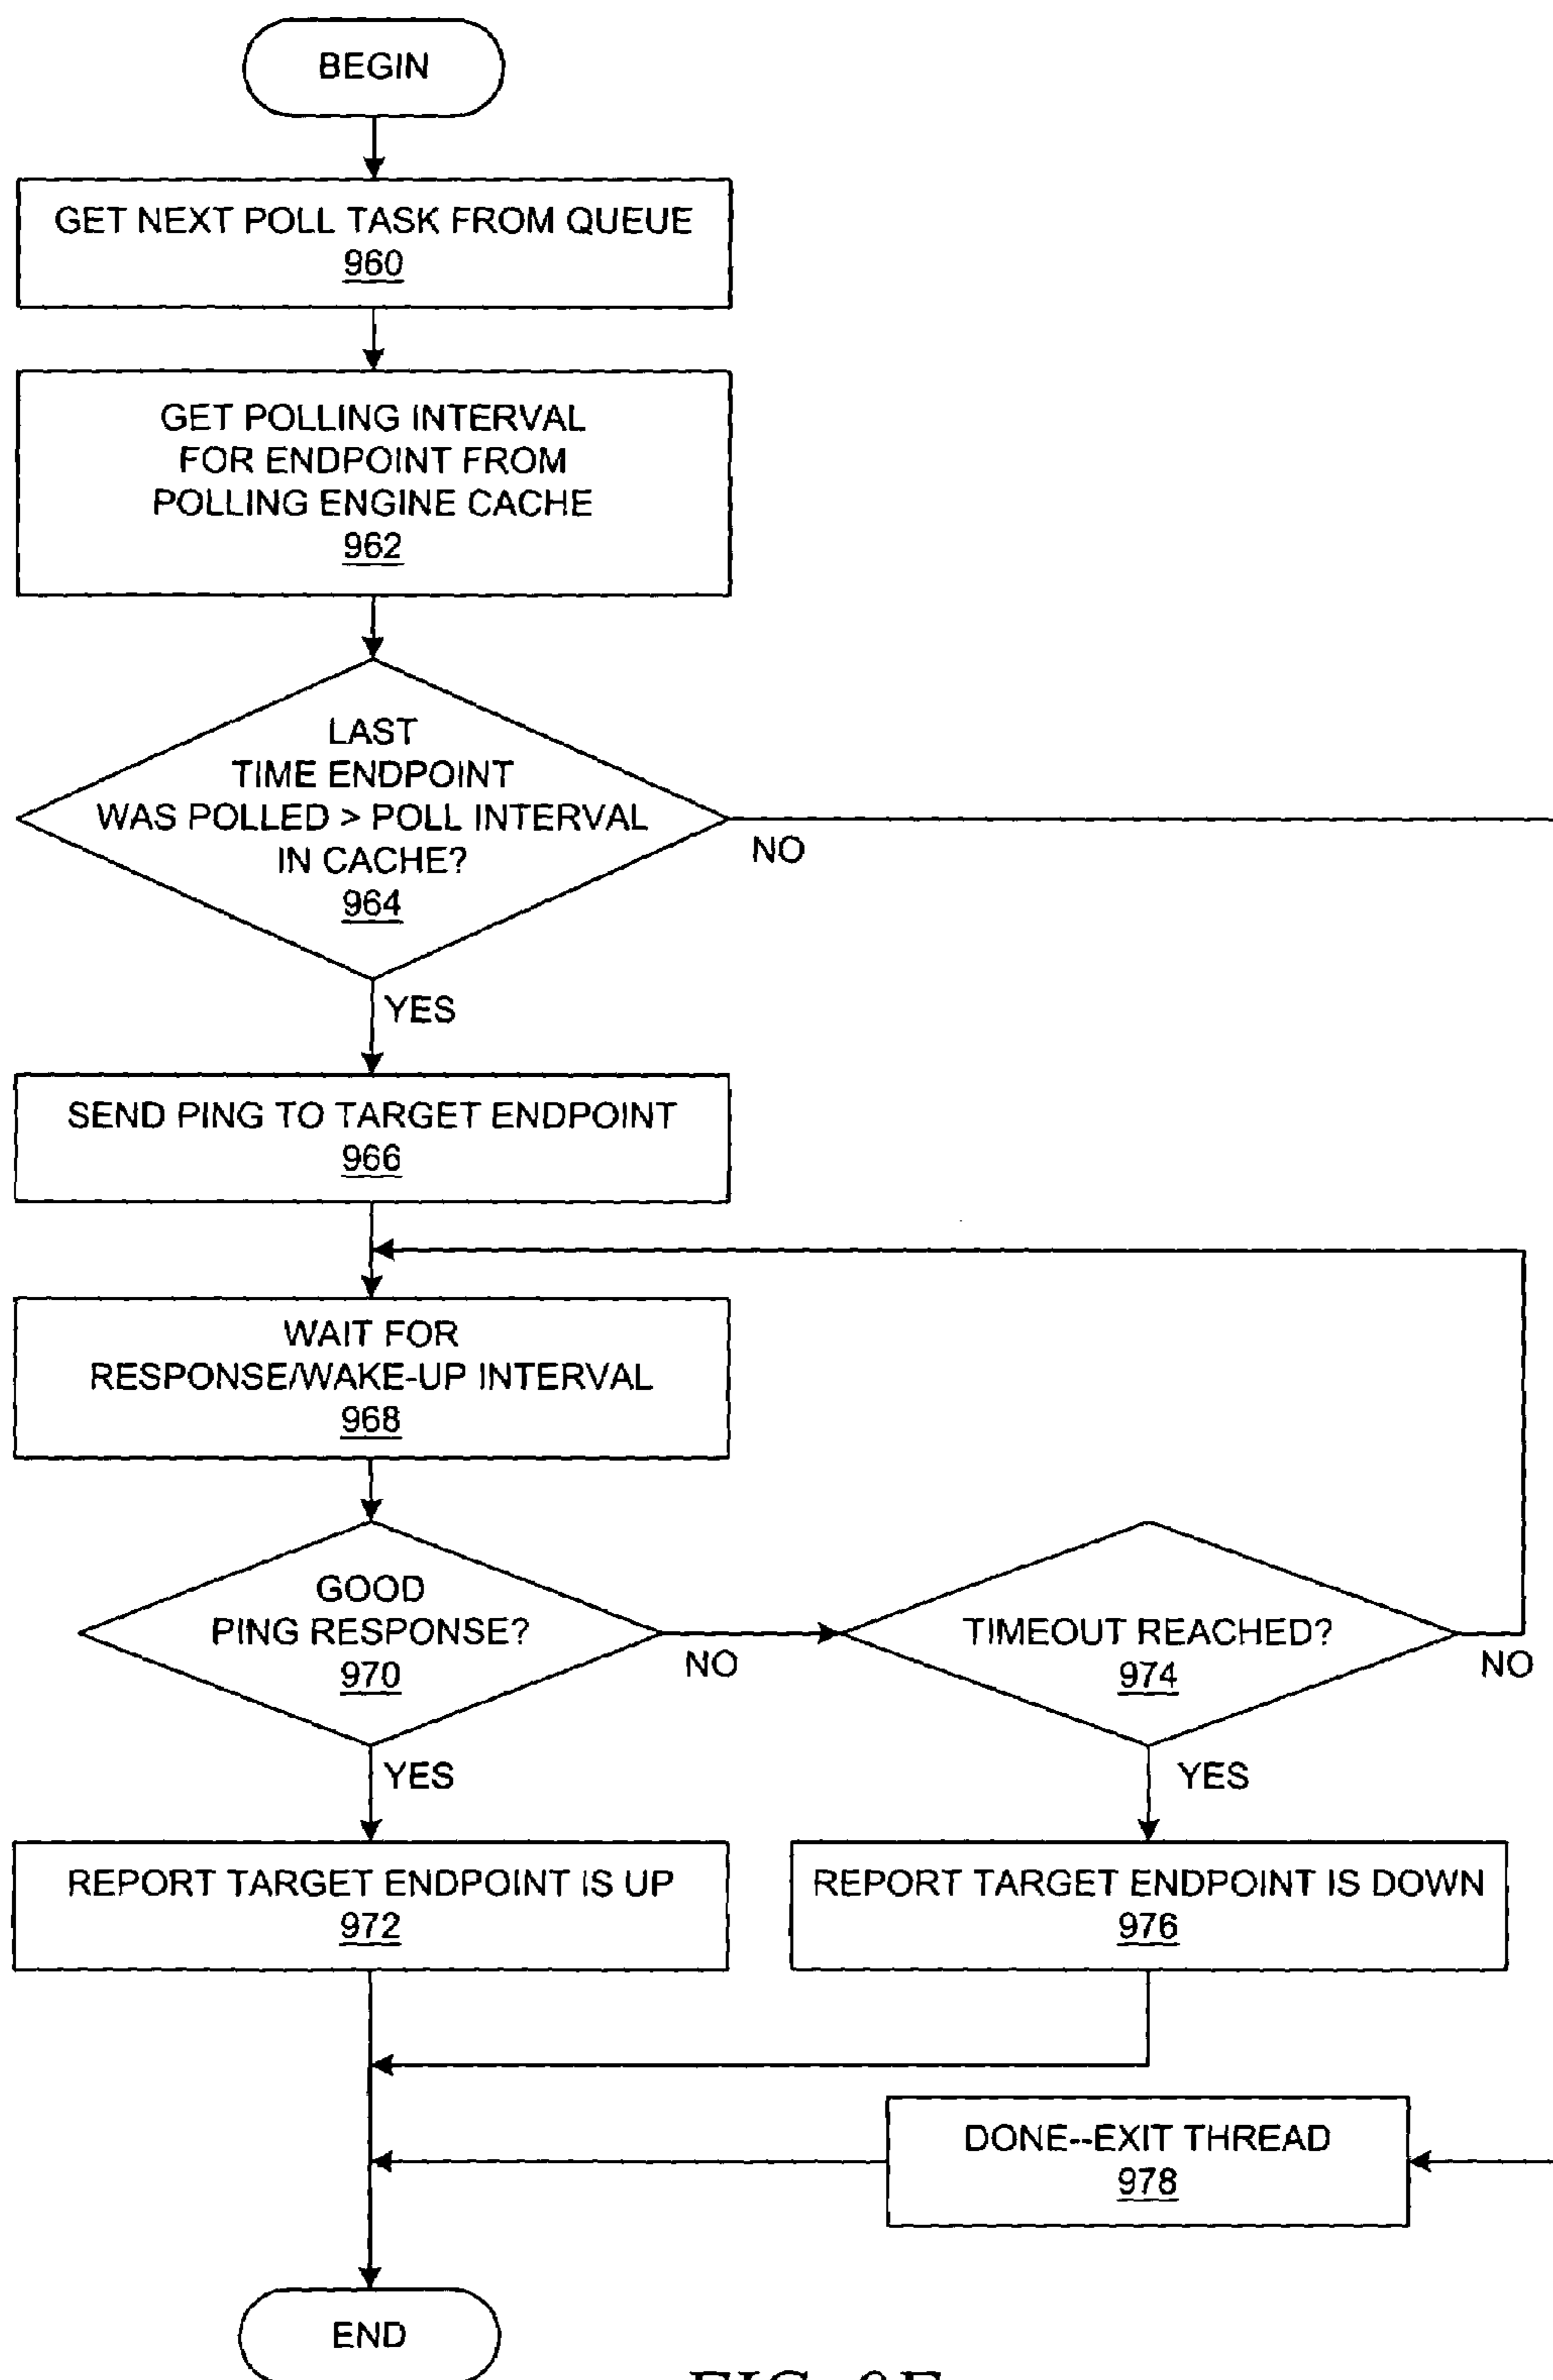 BEGIN
GET NEXT POLL TASK FROM QUEUE
960
GET POLLING INTERVAL
FOR ENDPOINT FROM
POLLING ENGINE CACHE
962
LAST
TIME ENDPOINT
WAS POLLED > POLL INTERVAL
IN CACHE?
964
NO
YES
SEND PING TO TARGET ENDPOINT
966
WAIT FOR
RESPONSE/WAKE-UP INTERVAL
968
GOOD
PING RESPONSE?
970
NO
TIMEOUT REACHED?
974
NO
YES
YES
REPORT TARGET ENDPOINT IS UP
972
REPORT TARGET ENDPOINT IS DOWN
976
DONE--EXIT THREAD
978
END